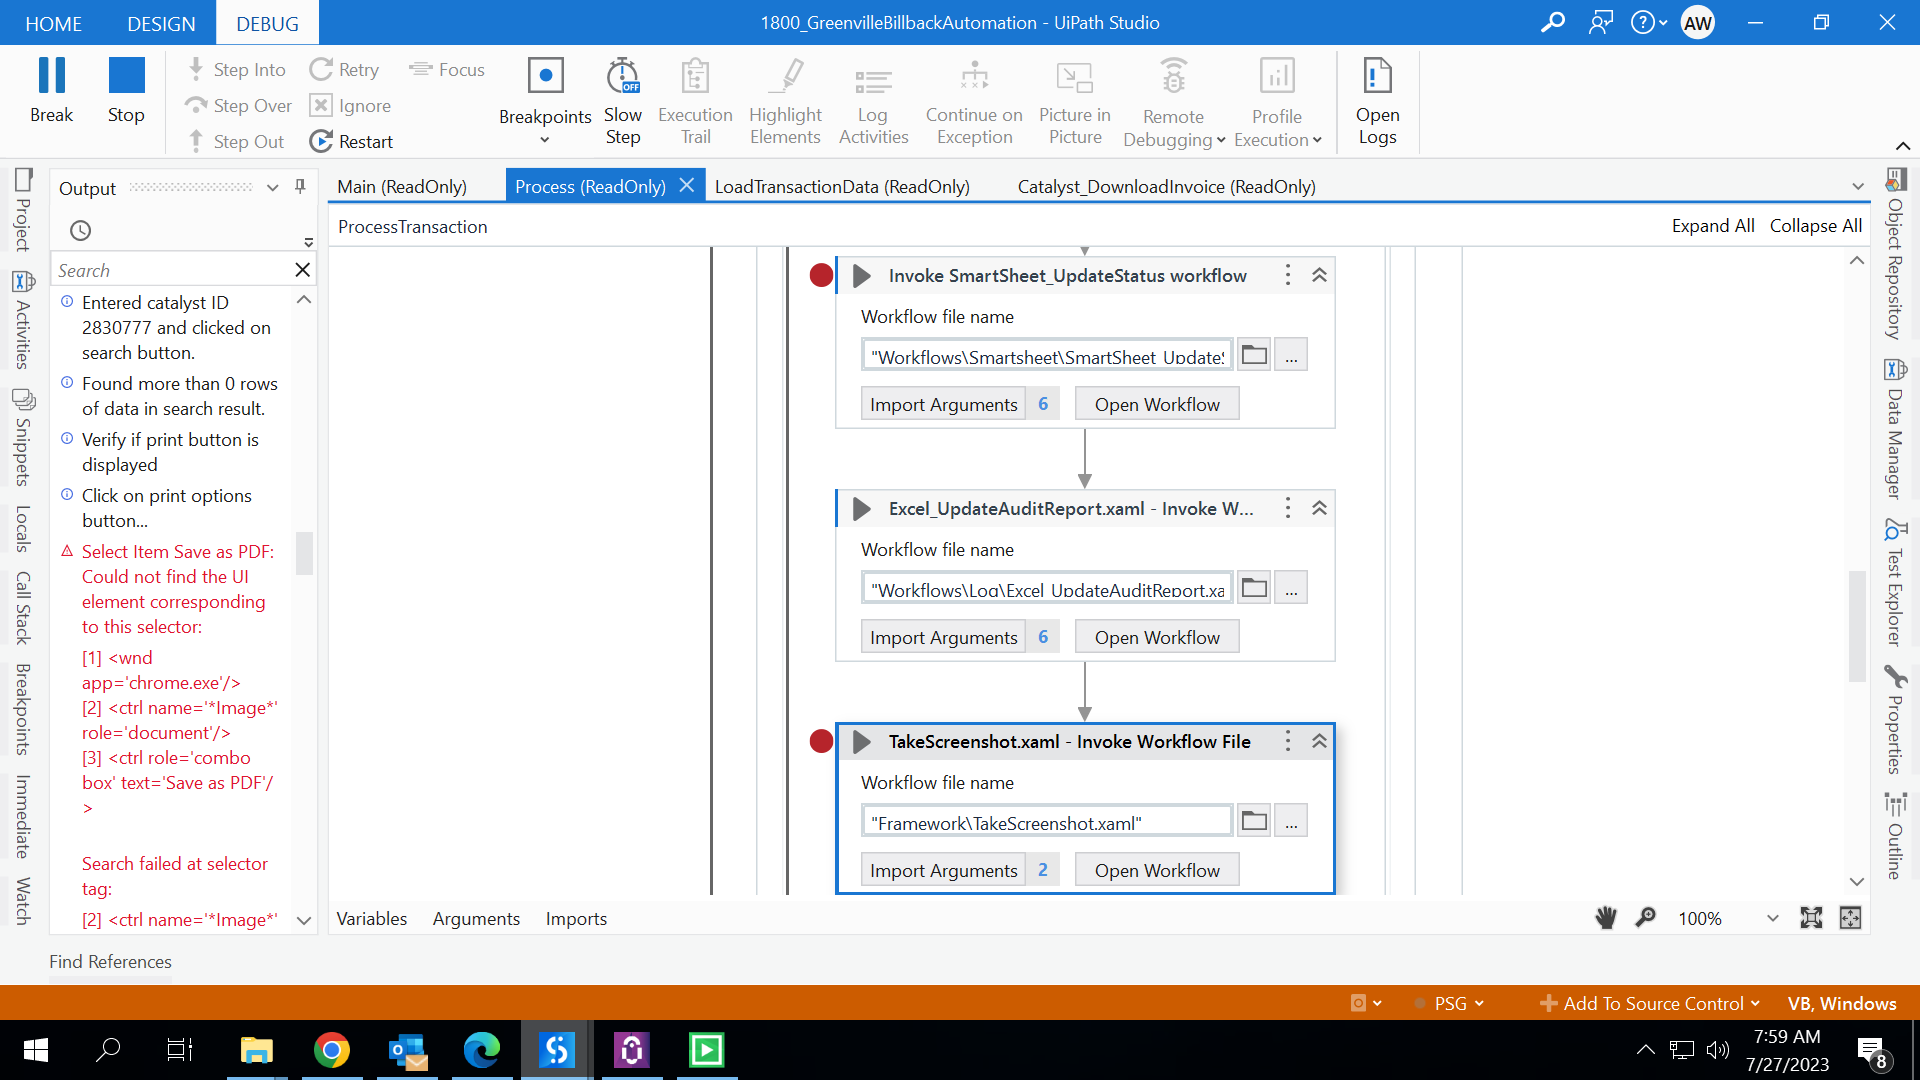 HOME DESIGN DEBUG
1800_GreenvilleBillbackAutomation - UiPath Studio
AW
Break
Stop
Step Into
Step Over
Step Out
Retry
Ignore
Restart
Focus
Breakpoints
Slow
Step
Execution
Trail
Highlight
Elements
Log
Activities
Continue on
Exception
Picture in
Picture
Remote
Debugging
Profile
Execution
Open
Logs
Project
Activities
Snippets
Locals
Call Stack
Breakpoints
Immediate
Watch
Output
Search
Entered catalyst ID
2830777 and clicked on
search button.
Found more than 0 rows
of data in search result.
Verify if print button is
displayed
Click on print options
button...
Select Item Save as PDF:
Could not find the UI
element corresponding
to this selector:
[1] <wnd
app='chrome.exe'/>
[2] <ctrl name='*Image*'
role='document'/>
[3] <ctrl role='combo
box' text='Save as PDF'/
>
Search failed at selector
tag:
[2] <ctrl name='*Image*'
Main (ReadOnly)
Process (ReadOnly)
LoadTransactionData (ReadOnly)
Catalyst_DownloadInvoice (ReadOnly)
ProcessTransaction
Expand All Collapse All
Invoke SmartSheet_UpdateStatus workflow
Workflow file name
"Workflows\Smartsheet\SmartSheet_UpdateS
...
Import Arguments 6
Open Workflow
Excel_UpdateAuditReport.xaml - Invoke W...
Workflow file name
"Workflows\Log\Excel_UpdateAuditReport.xa
...
Import Arguments 6
Open Workflow
TakeScreenshot.xaml - Invoke Workflow File
Workflow file name
"Framework\TakeScreenshot.xaml"
...
Import Arguments 2
Open Workflow
Variables Arguments Imports
100%
Object Repository
Data Manager
Test Explorer
Properties
Outline
Find References
PSG
Add To Source Control
VB, Windows
7:59 AM
7/27/2023
8